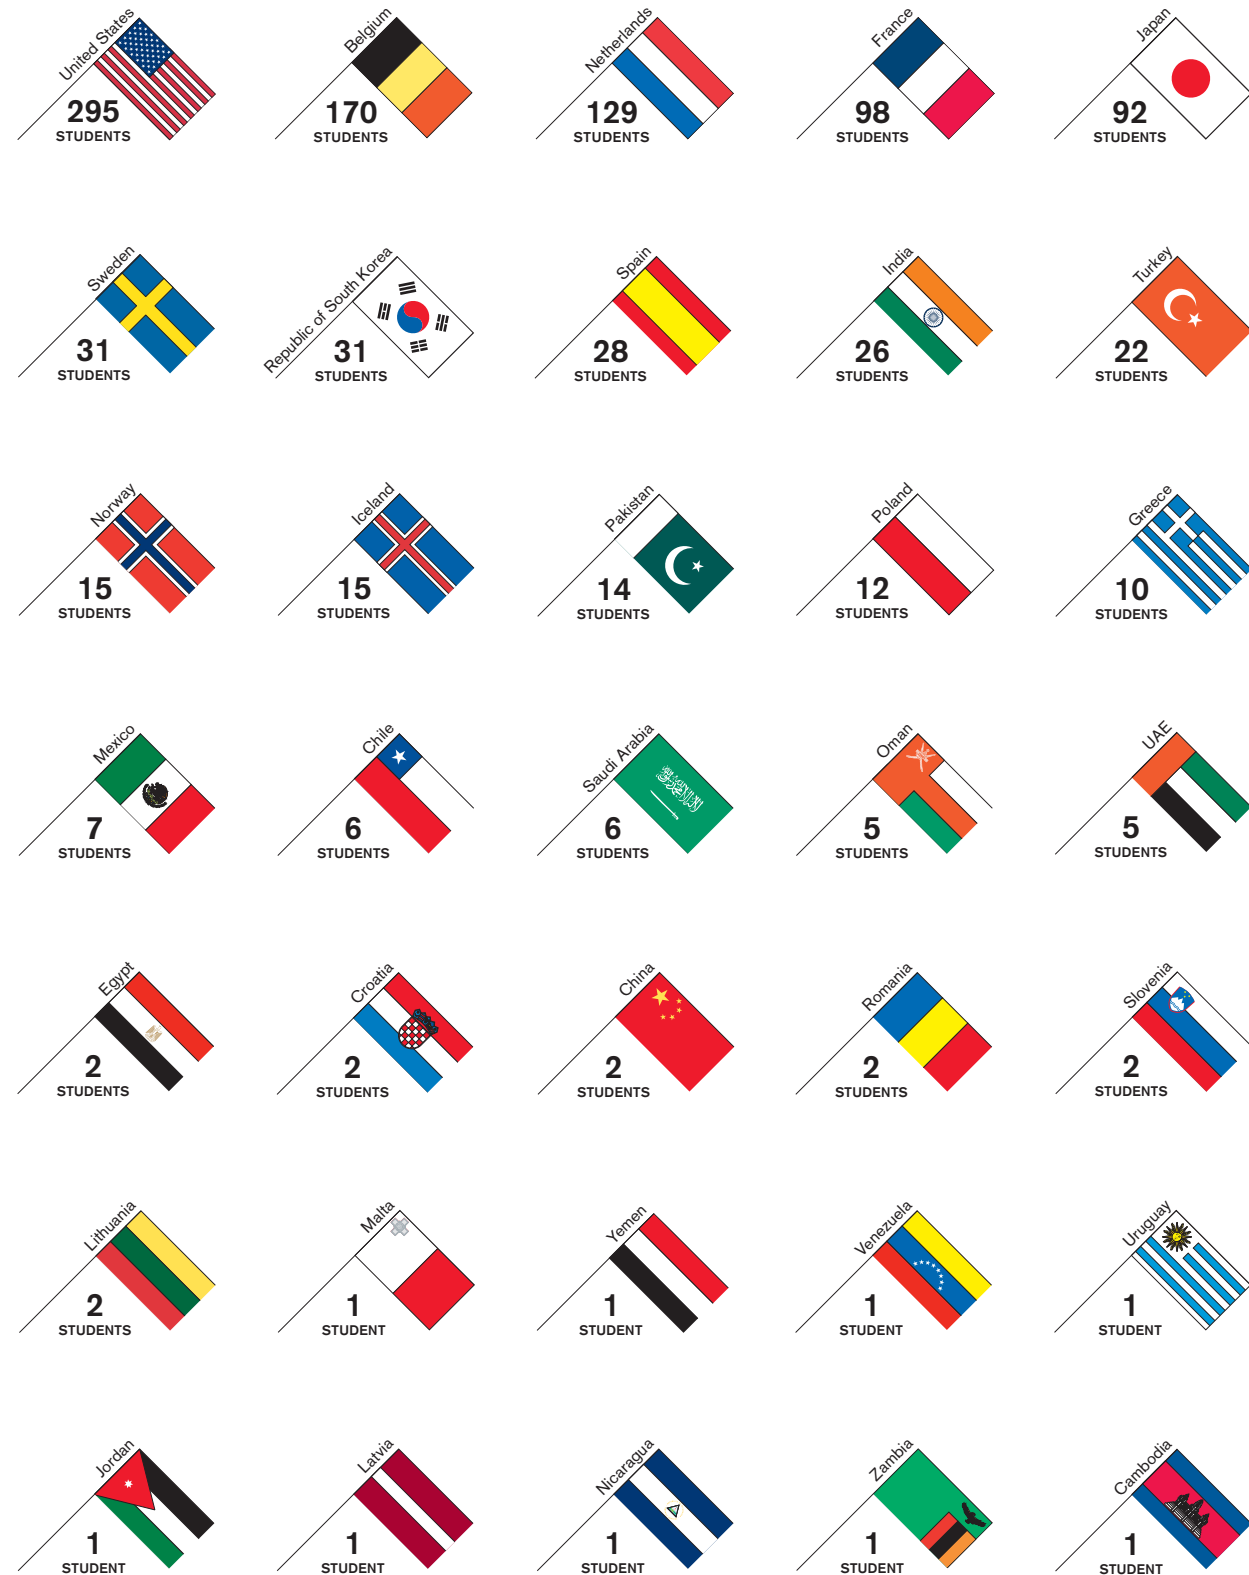 United States
295
STUDENTS
Belgium
170
STUDENTS
Netherlands
129
STUDENTS
France
98
STUDENTS
Japan
92
STUDENTS
Sweden
31
STUDENTS
Republic of South Korea
31
STUDENTS
Spain
28
STUDENTS
India
26
STUDENTS
Turkey
22
STUDENTS
Norway
15
STUDENTS
Iceland
15
STUDENTS
Pakistan
14
STUDENTS
Poland
12
STUDENTS
Greece
10
STUDENTS
Mexico
7
STUDENTS
Chile
6
STUDENTS
Saudi Arabia
6
STUDENTS
Oman
5
STUDENTS
UAE
5
STUDENTS
Egypt
2
STUDENTS
Croatia
2
STUDENTS
China
2
STUDENTS
Romania
2
STUDENTS
Slovenia
2
STUDENTS
Lithuania
2
STUDENTS
Malta
1
STUDENT
Yemen
1
STUDENT
Venezuela
1
STUDENT
Uruguay
1
STUDENT
Jordan
1
STUDENT
Latvia
1
STUDENT
Nicaragua
1
STUDENT
Zambia
1
STUDENT
Cambodia
1
STUDENT